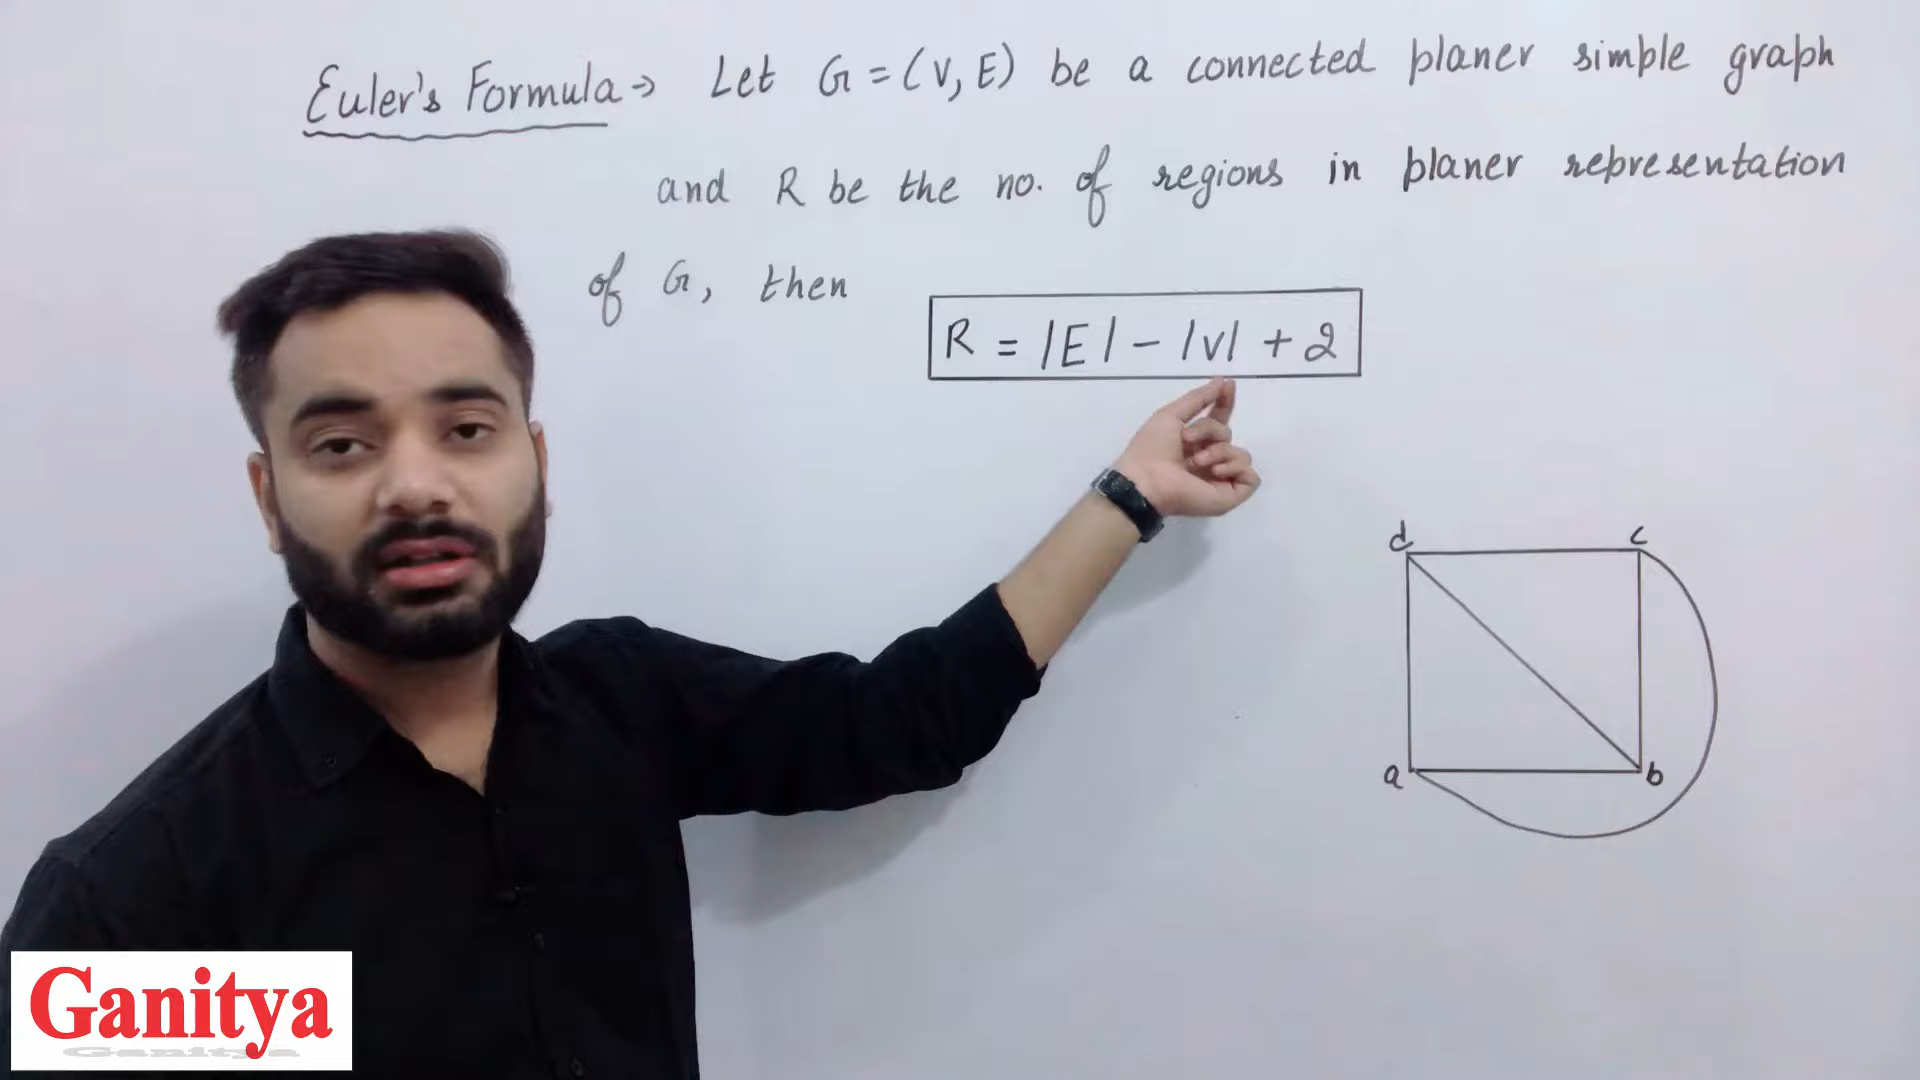 Euler's Formula → Let G = (V, E) be a connected planer simple graph
and R be the no. of regions in planer representation
of G, then
R = |E| - |V| + 2
d c
a b
Ganitya